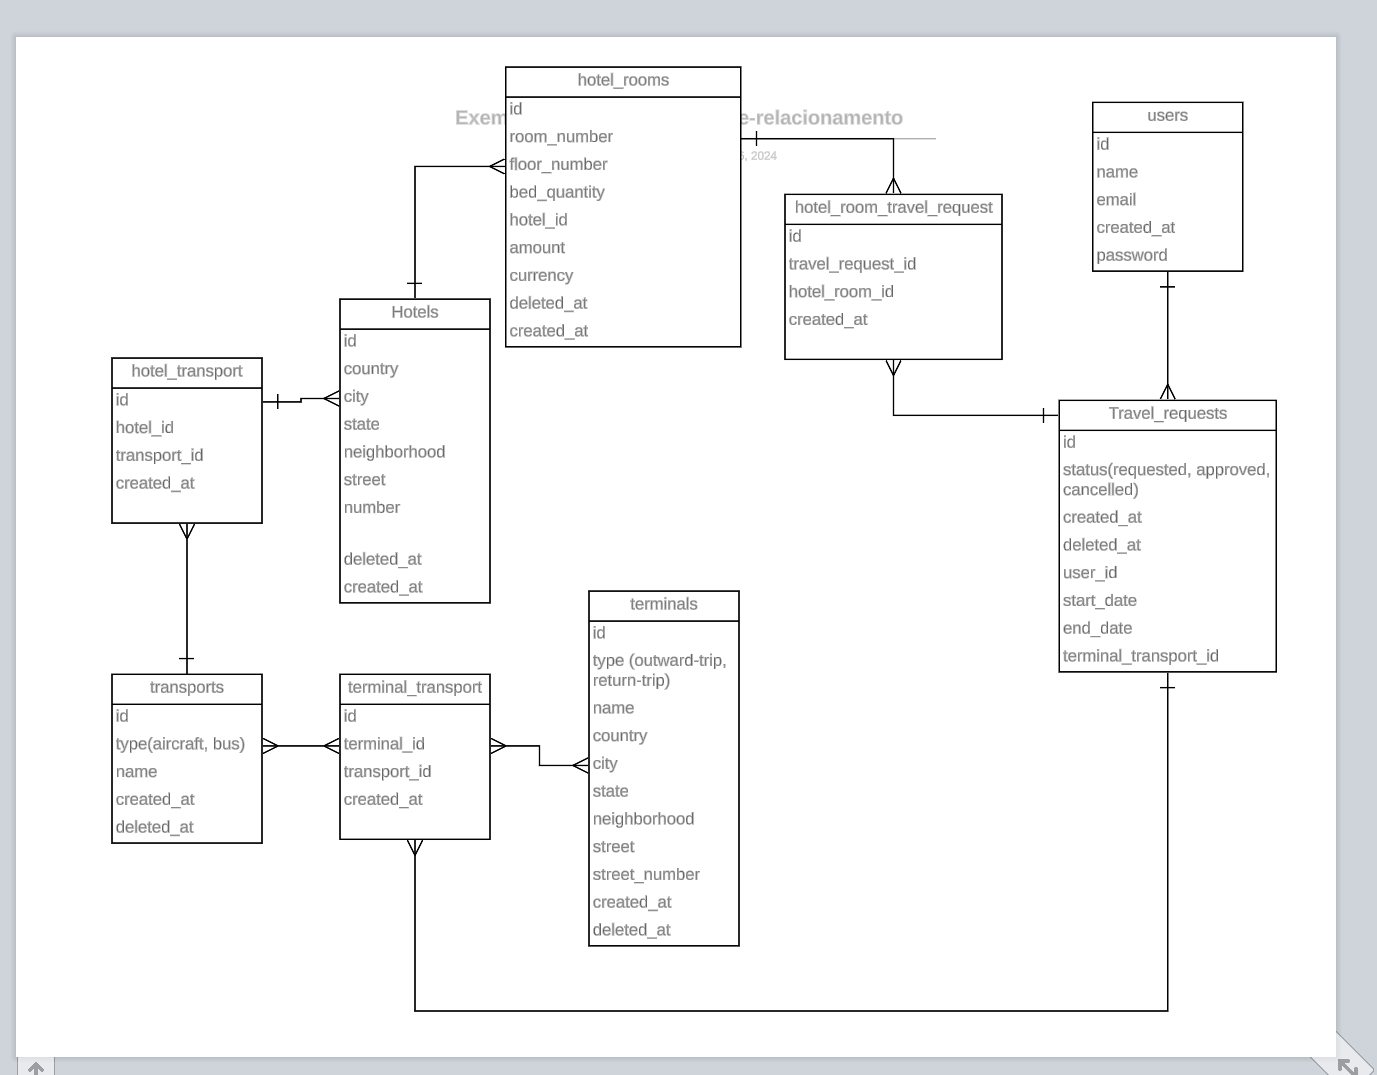 hotel_rooms
id
room_number
floor_number
bed_quantity
hotel_id
amount
currency
deleted_at
created_at
users
id
name
email
created_at
password
hotel_room_travel_request
id
travel_request_id
hotel_room_id
created_at
Hotels
id
country
city
state
neighborhood
street
number
deleted_at
created_at
hotel_transport
id
hotel_id
transport_id
created_at
Travel_requests
id
status(requested, approved,
cancelled)
created_at
deleted_at
user_id
start_date
end_date
terminal_transport_id
terminals
id
type (outward-trip,
return-trip)
name
country
city
state
neighborhood
street
street_number
created_at
deleted_at
transports
id
type(aircraft, bus)
name
created_at
deleted_at
terminal_transport
id
terminal_id
transport_id
created_at
e-relacionamento
2024